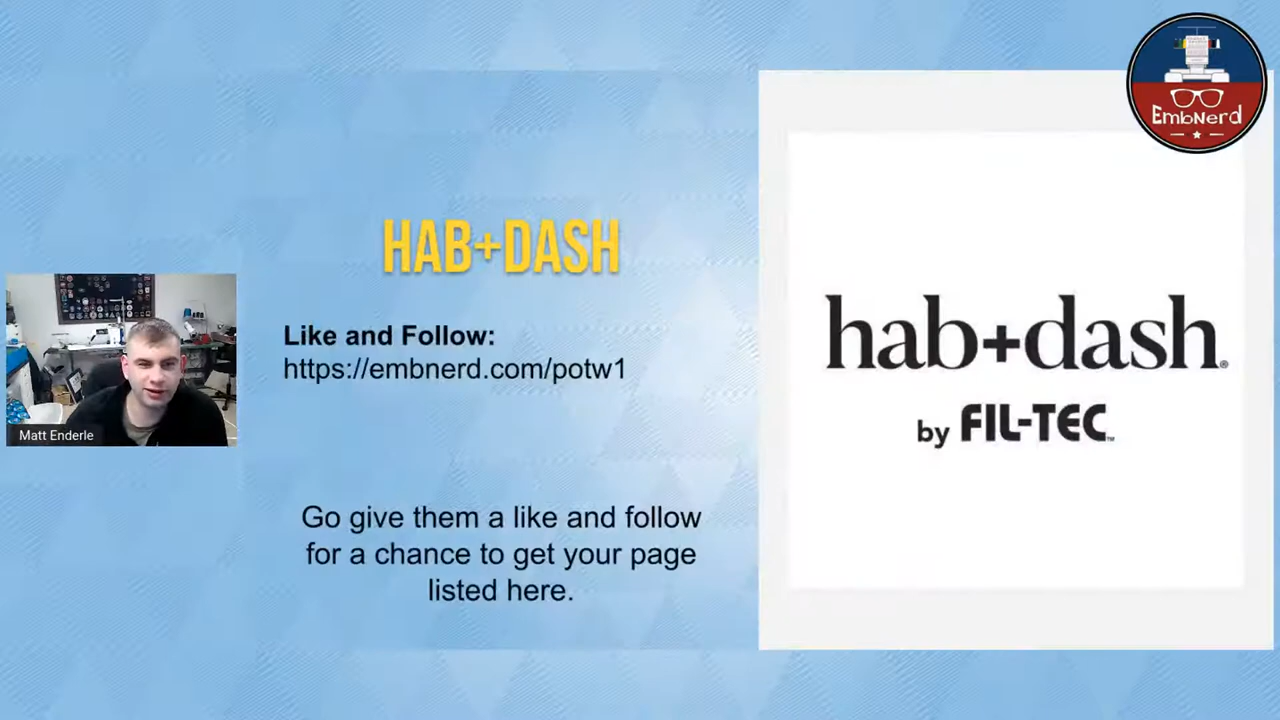 EmbNerd
HAB+DASH
Like and Follow:
https://embnerd.com/potw1
Matt Enderle
Go give them a like and follow
for a chance to get your page
listed here.
hab+dash®
by FIL-TEC™